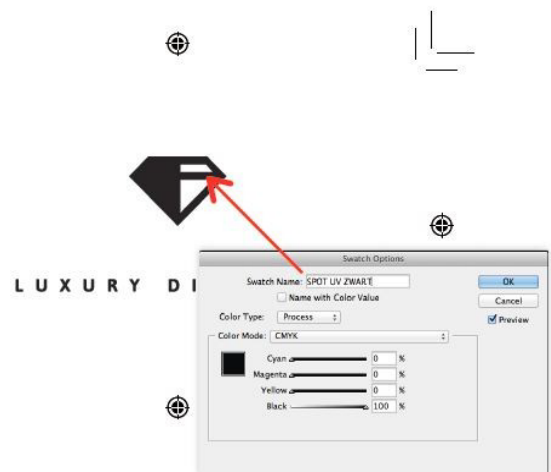 LUXURY DI
Swatch Options
Swatch Name: SPOT UV ZWART
Name with Color Value
Color Type: Process
Color Mode: CMYK
Cyan 0 %
Magenta 0 %
Yellow 0 %
Black 100 %
OK
Cancel
Preview